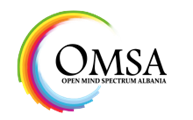 OMSA
OPEN MIND SPECTRUM ALBANIA